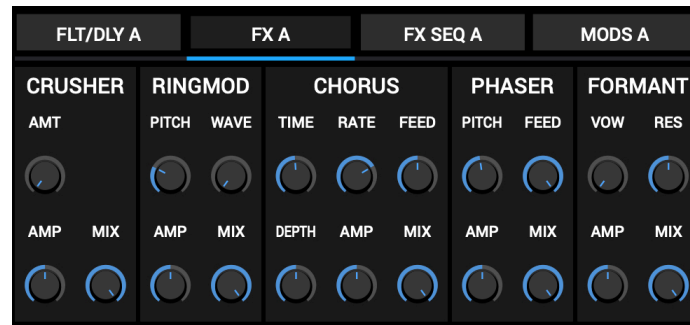 FLT/DLY A FX A FX SEQ A MODS A
CRUSHER RINGMOD CHORUS PHASER FORMANT
AMT PITCH WAVE TIME RATE FEED PITCH FEED VOW RES
AMP MIX AMP MIX DEPTH AMP MIX AMP MIX AMP MIX